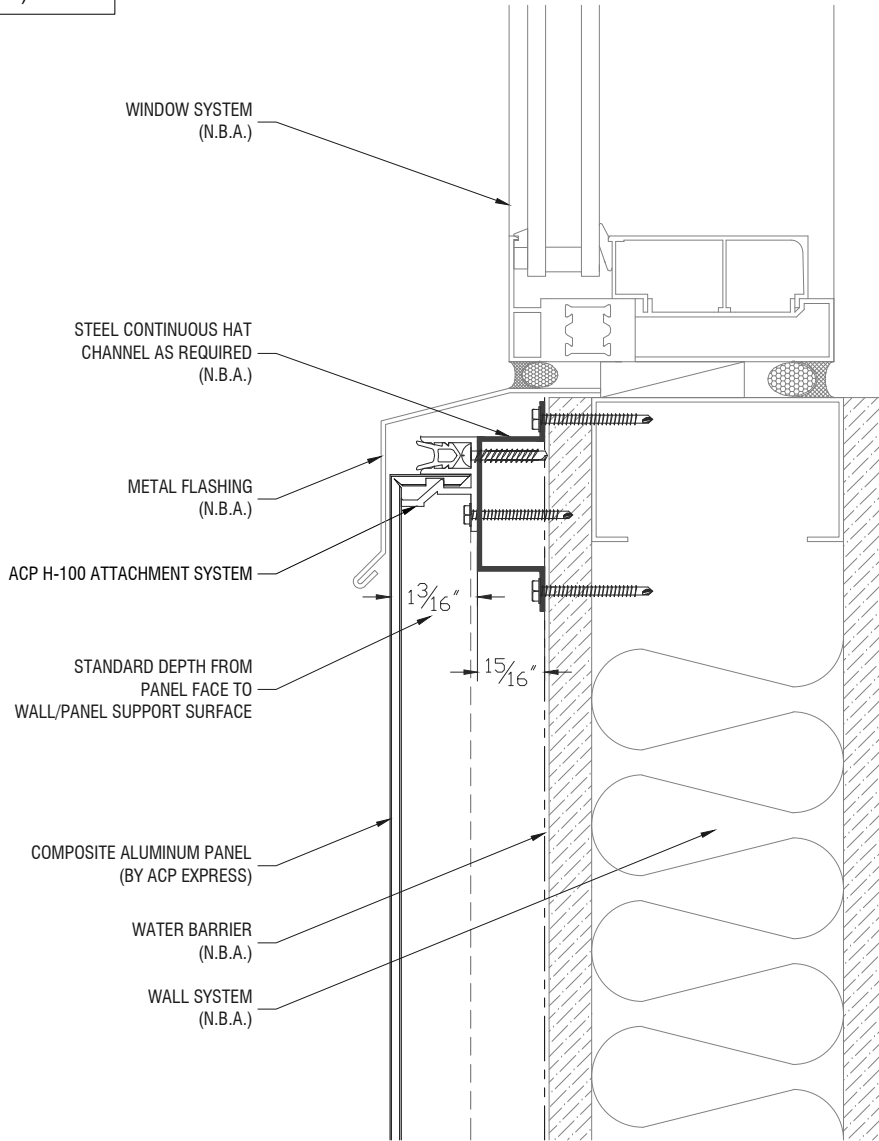 WINDOW SYSTEM
(N.B.A.)
STEEL CONTINUOUS HAT
CHANNEL AS REQUIRED
(N.B.A.)
METAL FLASHING
(N.B.A.)
ACP H-100 ATTACHMENT SYSTEM
1 3/16"
15/16"
STANDARD DEPTH FROM
PANEL FACE TO
WALL/PANEL SUPPORT SURFACE
COMPOSITE ALUMINUM PANEL
(BY ACP EXPRESS)
WATER BARRIER
(N.B.A.)
WALL SYSTEM
(N.B.A.)